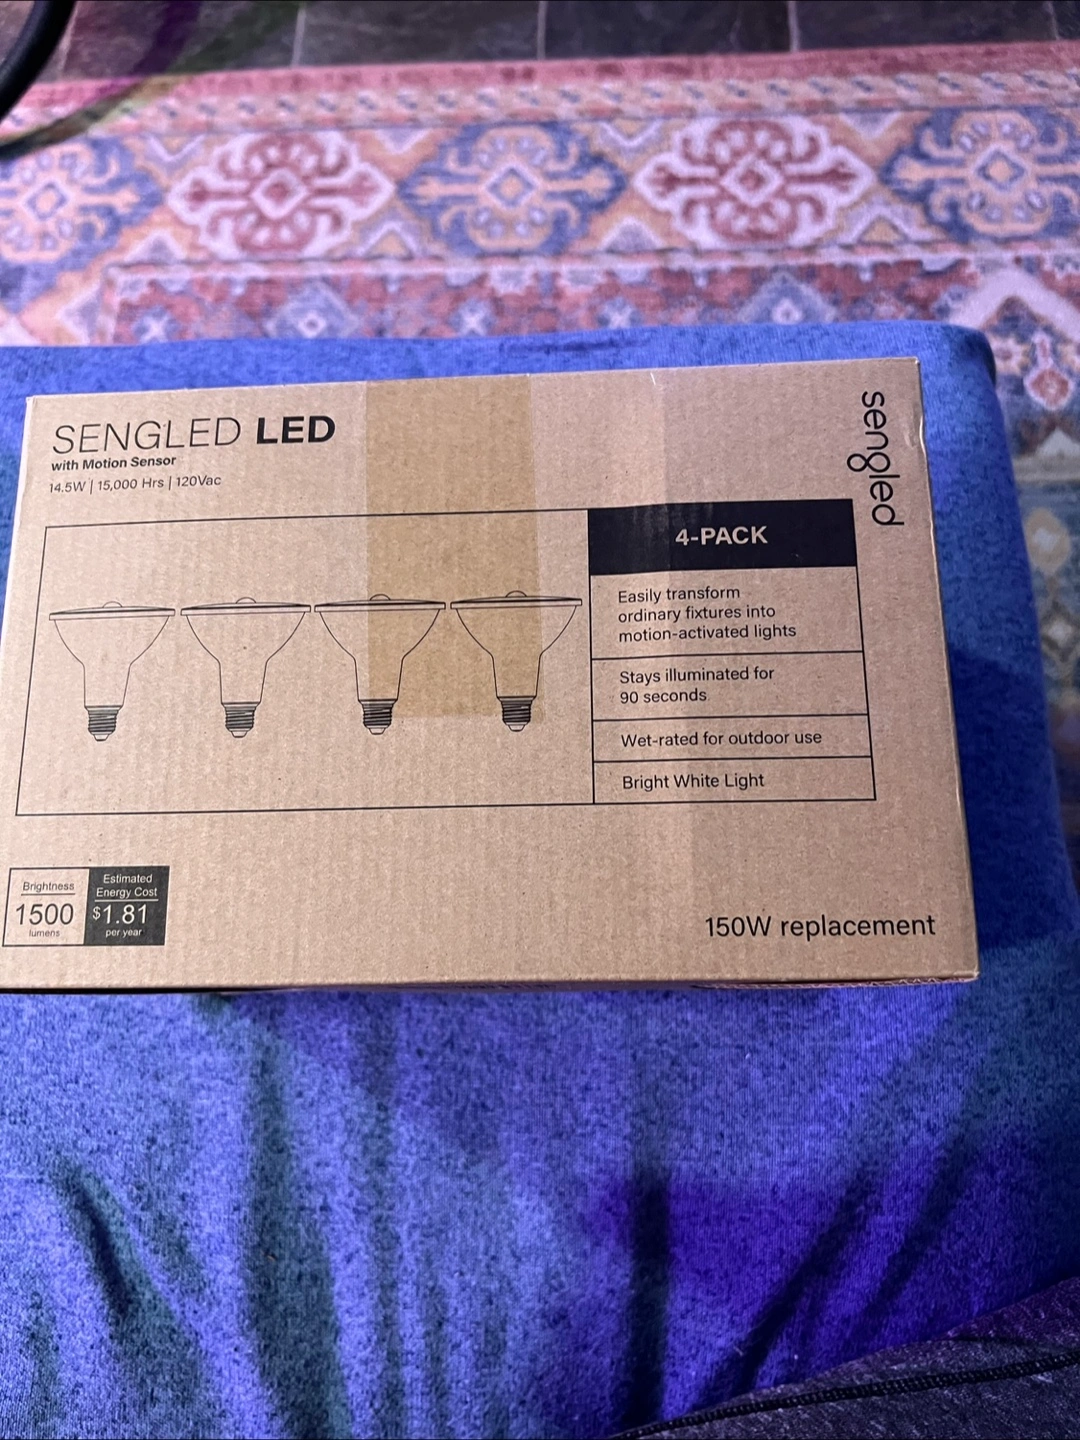 SENGLED LED
with Motion Sensor
14.5W | 15,000 Hrs | 120Vac
sengled
4-PACK
Easily transform
ordinary fixtures into
motion-activated lights
Stays illuminated for
90 seconds
Wet-rated for outdoor use
Bright White Light
Brightness
1500
lumens
Estimated
Energy Cost
$1.81
per year
150W replacement